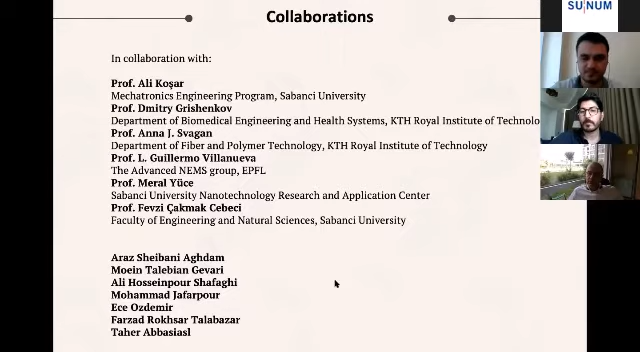 Collaborations
SUNUM
In collaboration with:
Prof. Ali Koşar
Mechatronics Engineering Program, Sabanci University
Prof. Dmitry Grishenkov
Department of Biomedical Engineering and Health Systems, KTH Royal Institute of Technolo
Prof. Anna J. Svagan
Department of Fiber and Polymer Technology, KTH Royal Institute of Technology
Prof. L. Guillermo Villanueva
The Advanced NEMS group, EPFL
Prof. Meral Yüce
Sabanci University Nanotechnology Research and Application Center
Prof. Fevzi Çakmak Cebeci
Faculty of Engineering and Natural Sciences, Sabanci University
Araz Sheibani Aghdam
Moein Talebian Gevari
Ali Hosseinpour Shafaghi
Mohammad Jafarpour
Ece Ozdemir
Farzad Rokhsar Talabazar
Taher Abbasiasl